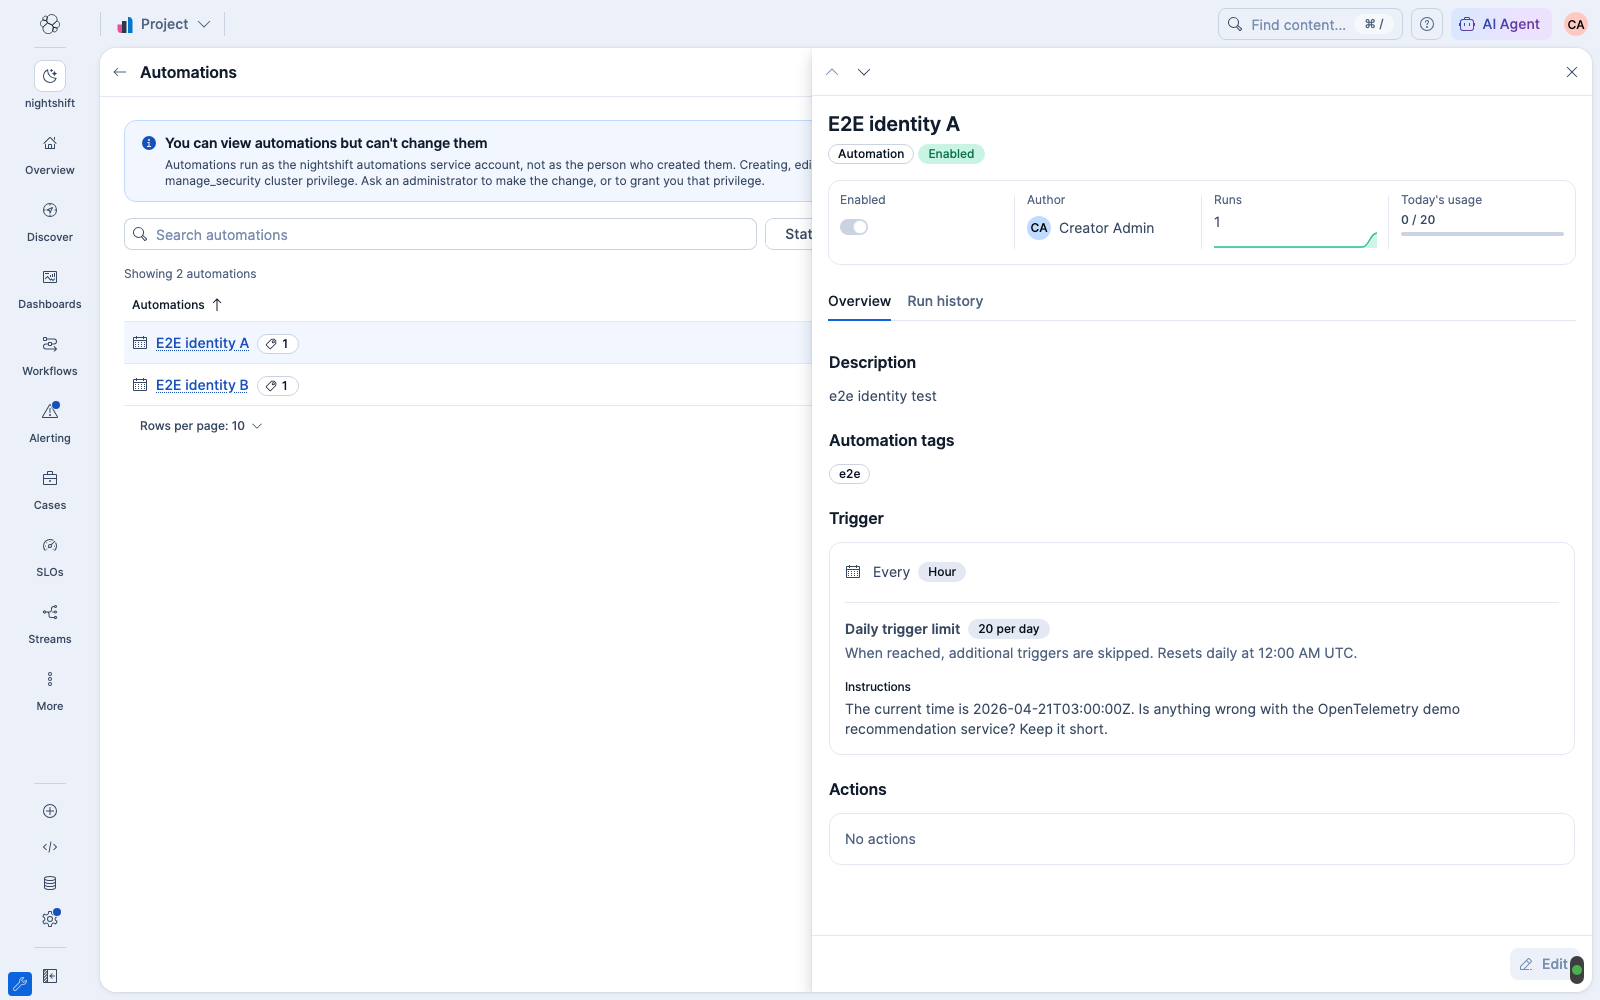 Project
Find content...
⌘ /
AI Agent
CA
nightshift
Overview
Discover
Dashboards
Workflows
Alerting
Cases
SLOs
Streams
More
Automations
You can view automations but can't change them
Automations run as the nightshift automations service account, not as the person who created them. Creating, edi
manage_security cluster privilege. Ask an administrator to make the change, or to grant you that privilege.
Search automations
Stat
Showing 2 automations
Automations
E2E identity A
1
E2E identity B
1
Rows per page: 10
E2E identity A
Automation
Enabled
Enabled
Author
CA
Creator Admin
Runs
1
Today's usage
0 / 20
Overview
Run history
Description
e2e identity test
Automation tags
e2e
Trigger
Every
Hour
Daily trigger limit
20 per day
When reached, additional triggers are skipped. Resets daily at 12:00 AM UTC.
Instructions
The current time is 2026-04-21T03:00:00Z. Is anything wrong with the OpenTelemetry demo
recommendation service? Keep it short.
Actions
No actions
Edit